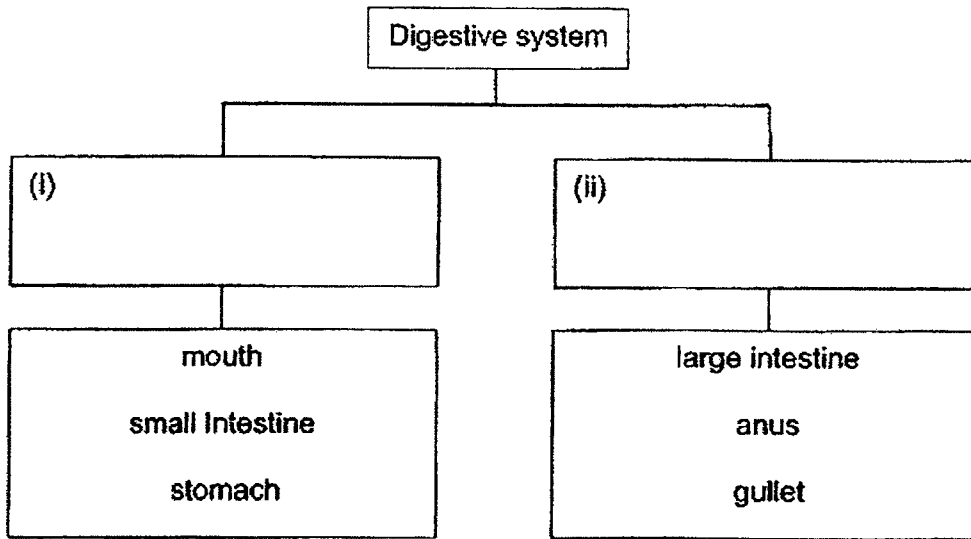 Digestive system
(i)
(ii)
mouth
small Intestine
stomach
large intestine
anus
gullet